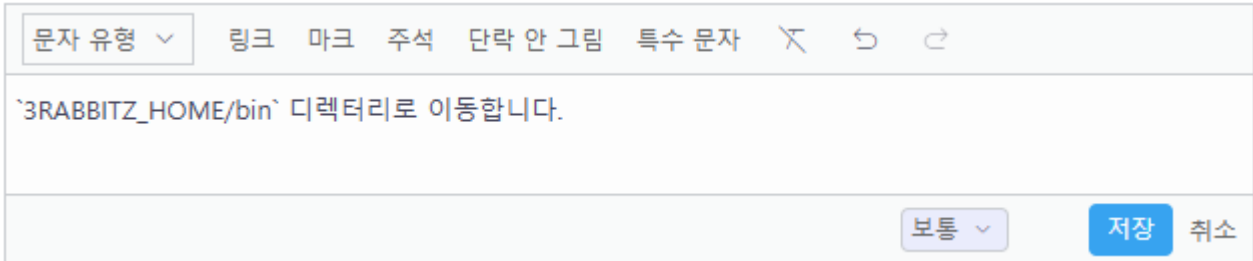 문자 유형 링크 마크 주석 단락 안 그림 특수 문자
`3RABBITZ_HOME/bin` 디렉터리로 이동합니다.
보통 저장 취소